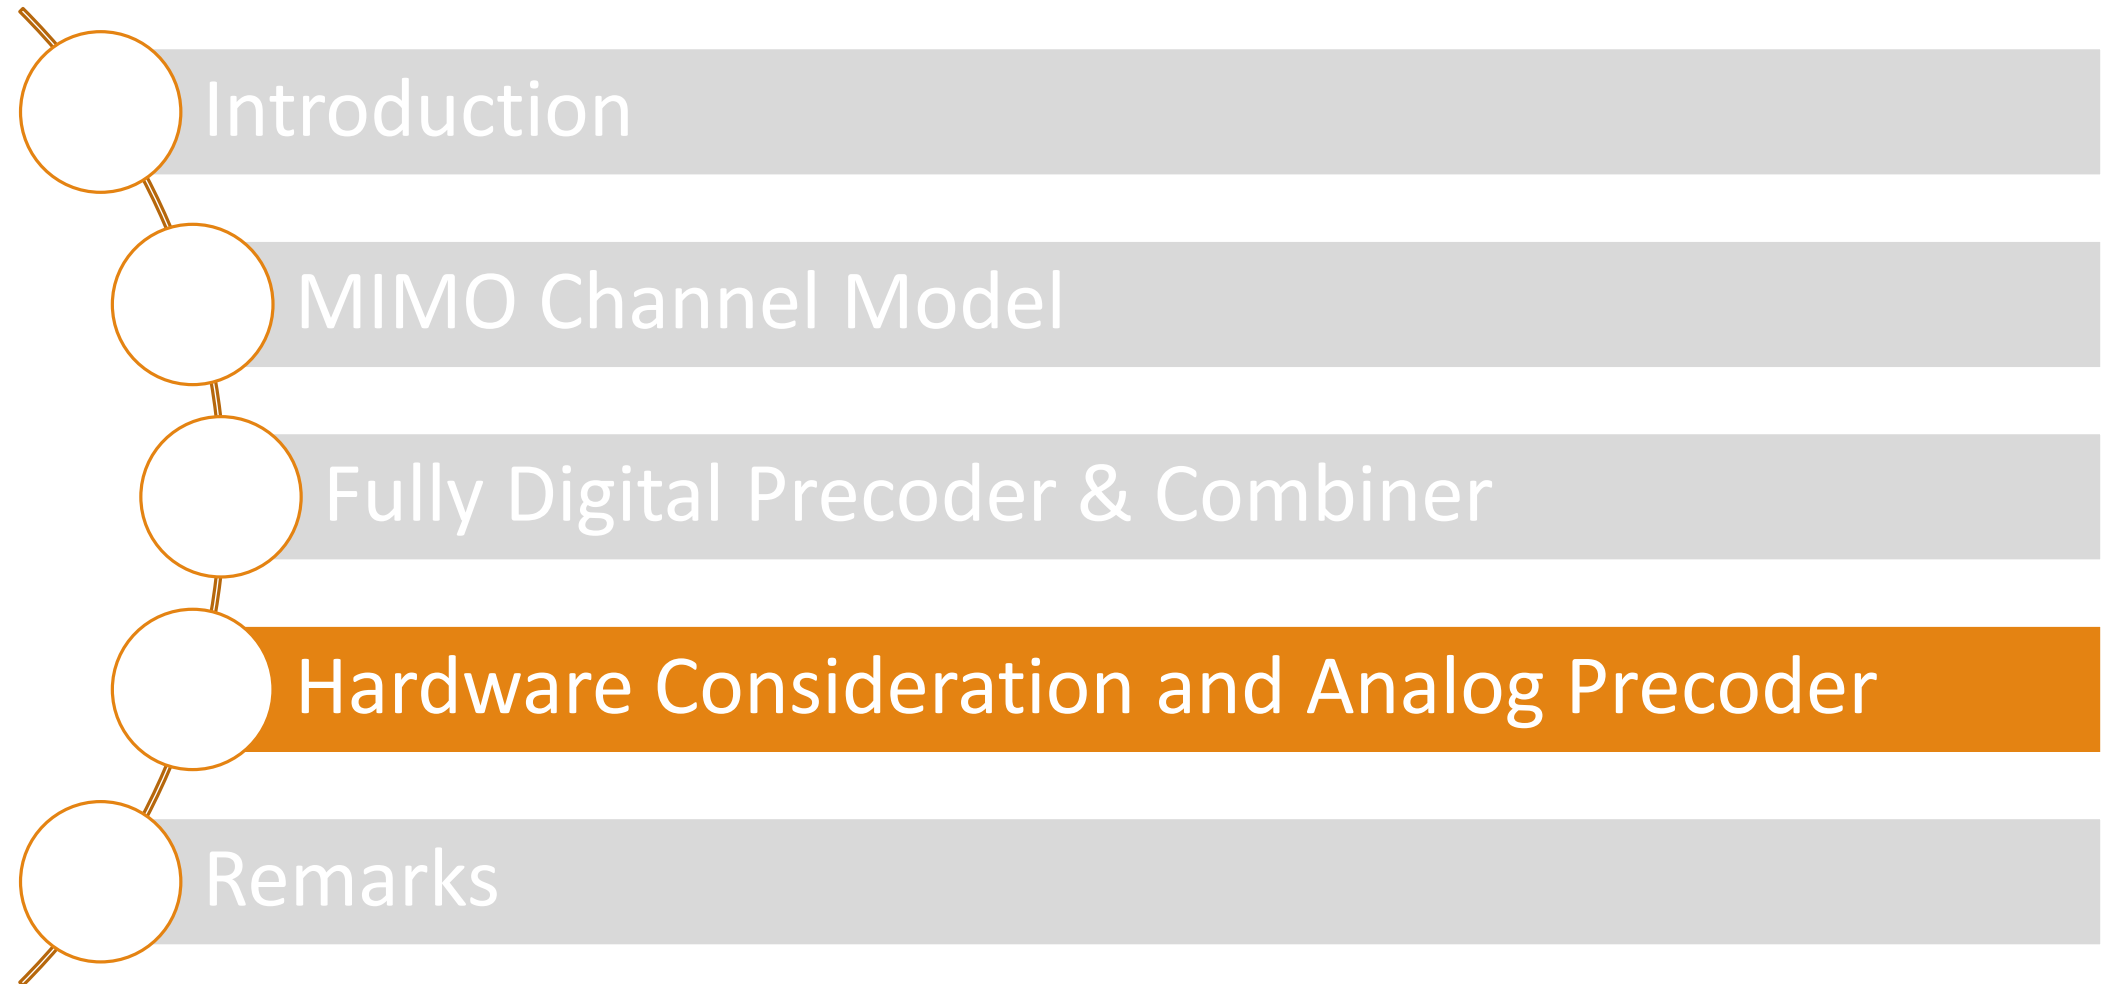 Introduction
MIMO Channel Model
Fully Digital Precoder & Combiner
Hardware Consideration and Analog Precoder
Remarks